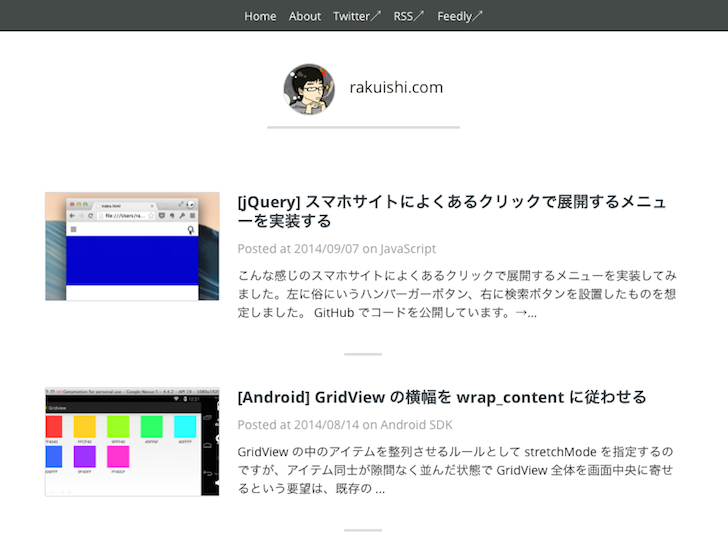 Home About Twitter↗ RSS↗ Feedly↗
rakuishi.com
index.html
[jQuery] スマホサイトによくあるクリックで展開するメニュ
ーを実装する
Posted at 2014/09/07 on JavaScript
こんな感じのスマホサイトによくあるクリックで展開するメニューを実装してみ
ました。左に俗にいうハンバーガーボタン、右に検索ボタンを設置したものを想
定しました。 GitHub でコードを公開しています。→...
GridView
[Android] GridView の横幅を wrap_content に従わせる
Posted at 2014/08/14 on Android SDK
GridView の中のアイテムを整列させるルールとして stretchMode を指定するの
ですが、アイテム同士が隙間なく並んだ状態で GridView 全体を画面中央に寄せ
るという要望は、既存の ...